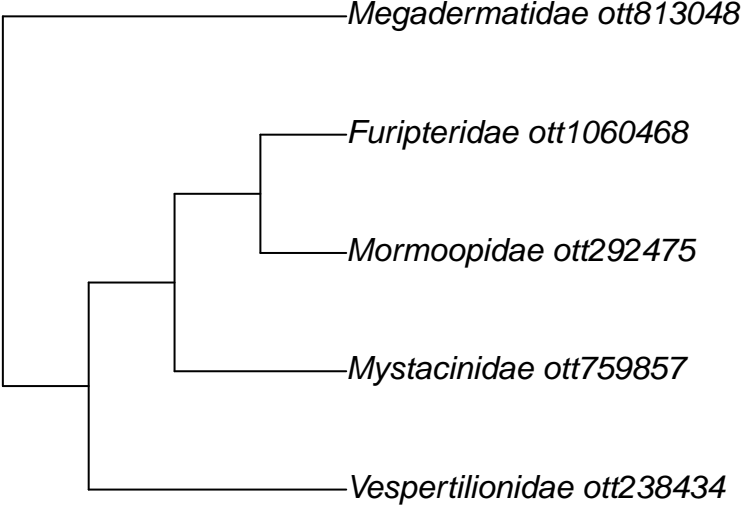 Megadermatidae ott813048
Furipteridae ott1060468
Mormoopidae ott292475
Mystacinidae ott759857
Vespertilionidae ott238434